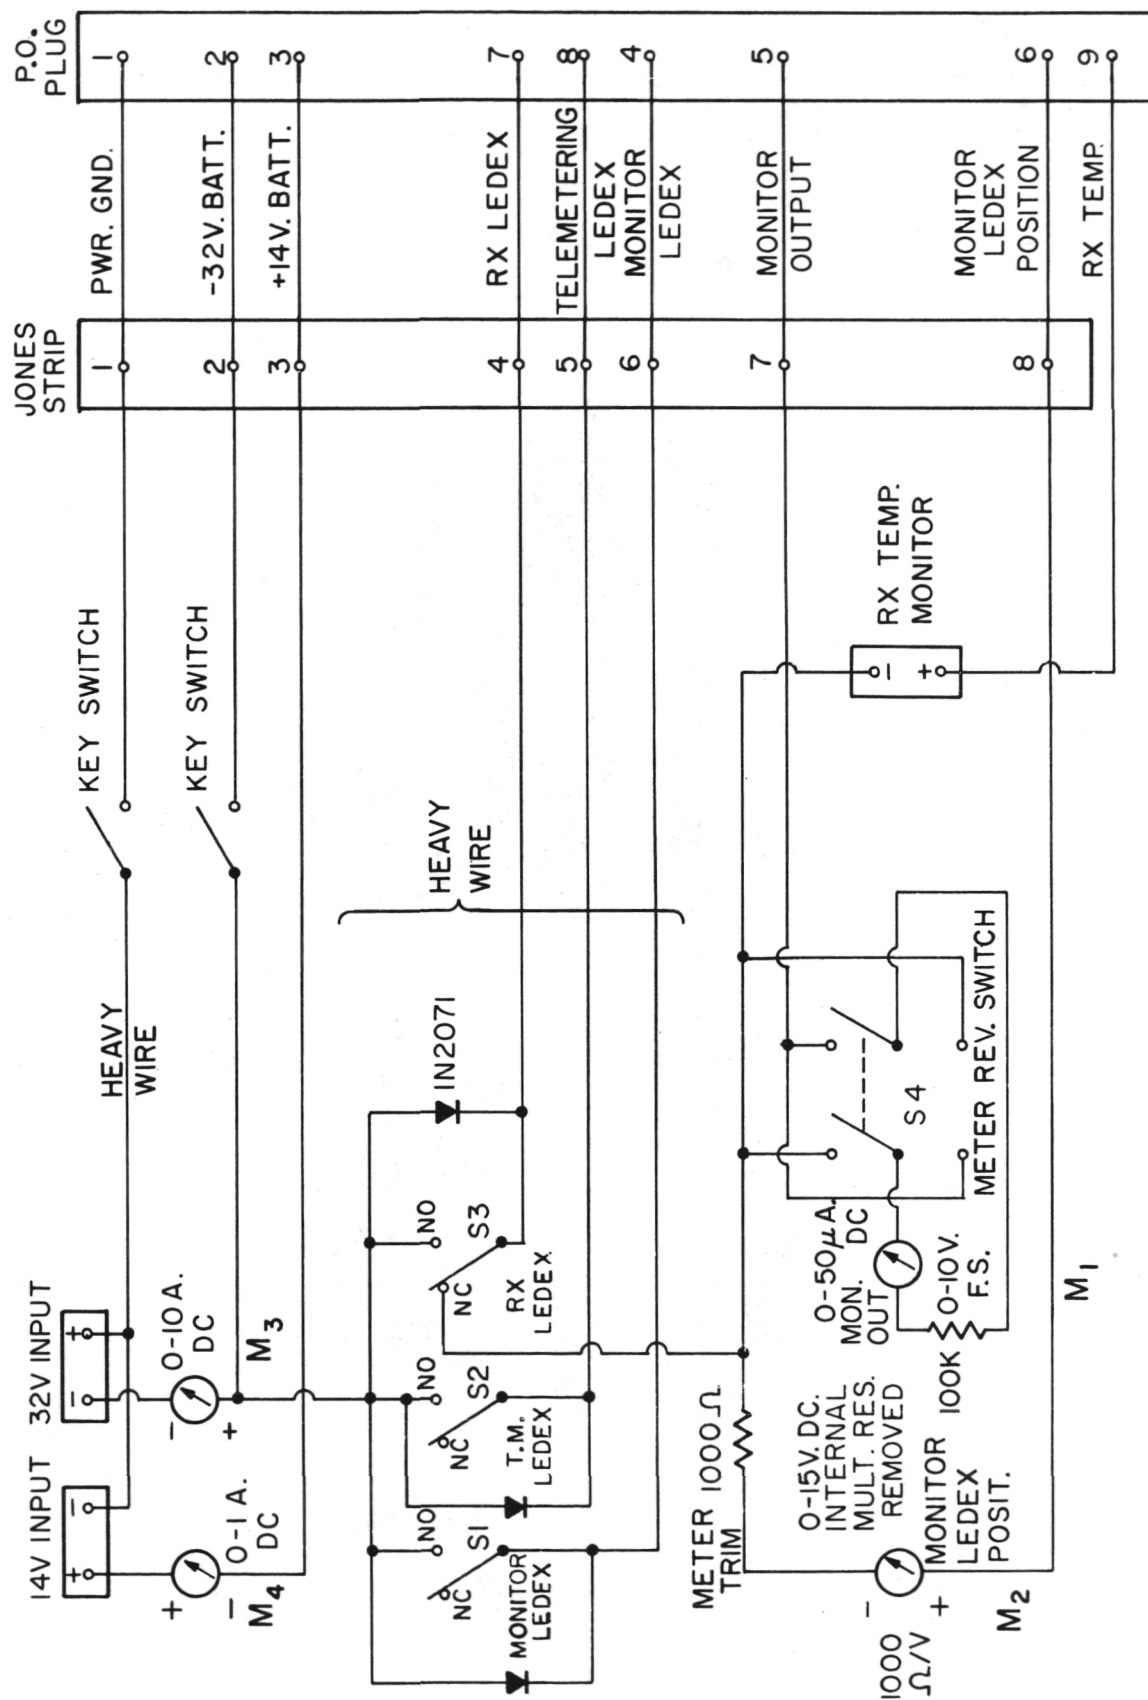 P.O.
PLUG
1
2
3
7
8
4
5
6
9
PWR. GND.
-32V. BATT.
+14V. BATT.
RX LEDEX
TELEMETERING
LEDEX
MONITOR
LEDEX
MONITOR
OUTPUT
MONITOR
LEDEX
POSITION
RX TEMP.
JONES
STRIP
1
2
3
4
5
6
7
8
KEY SWITCH
KEY SWITCH
HEAVY
WIRE
HEAVY
WIRE
RX TEMP.
MONITOR
-
+
IN2071
32V INPUT
- +
14V INPUT
+ -
0-10 A.
DC
-
+
M3
0-1 A.
DC
+
-
M4
NO
NC
S3
RX
LEDEX
NO
NC
S2
T.M.
LEDEX
NO
NC
S1
MONITOR
LEDEX
S4
METER REV. SWITCH
0-50μA.
DC
MON.
OUT
0-10V.
F.S.
100K
M1
METER
TRIM
1000Ω
0-15V. DC.
INTERNAL
MULT. RES.
REMOVED
MONITOR
LEDEX
POSIT.
-
+
1000
Ω/V
M2